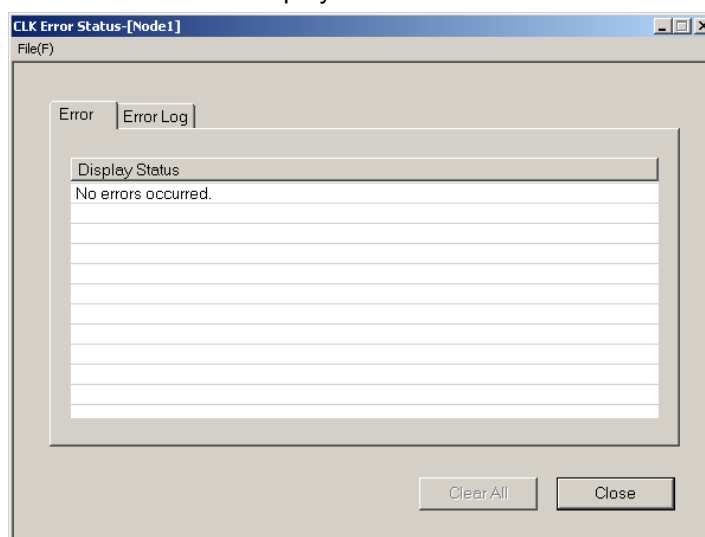 CLK Error Status-[Node1]
File(F)
Error Error Log
Display Status
No errors occurred.
Clear All Close